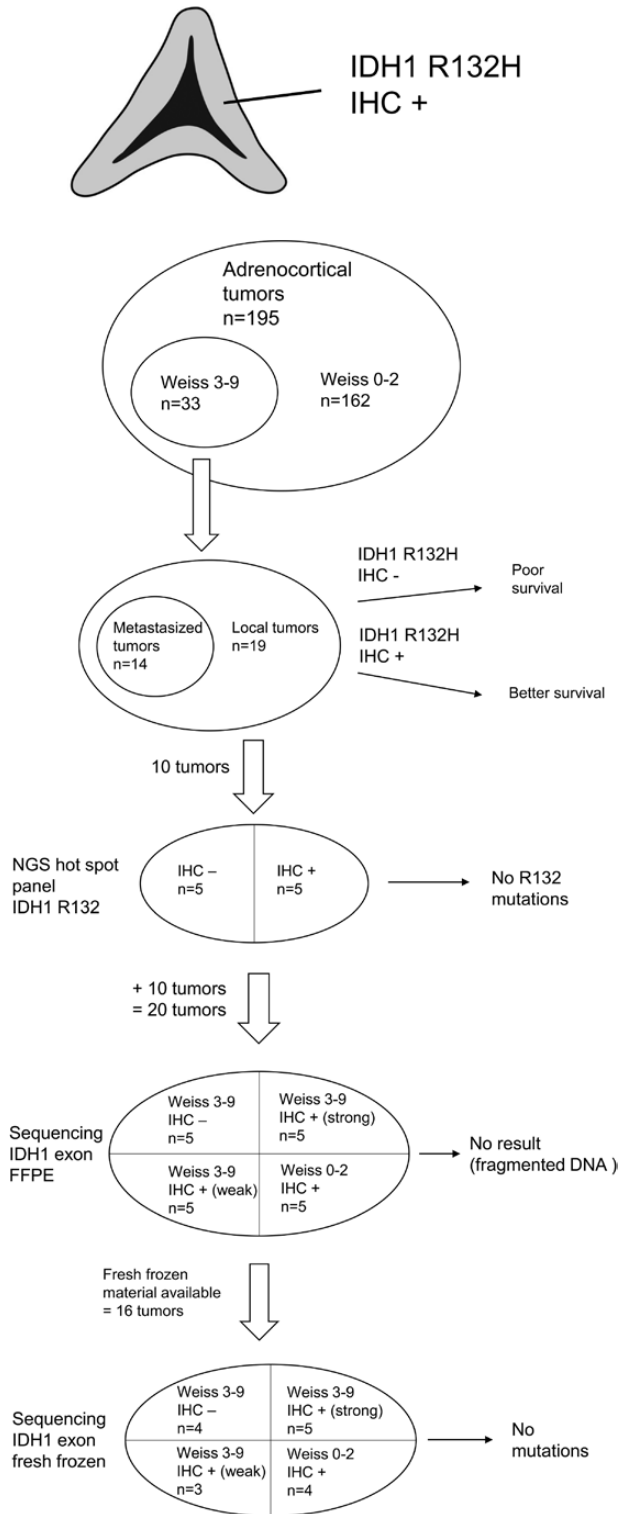 IDH1 R132H
IHC +
Adrenocortical
tumors
n=195
Weiss 3-9
n=33
Weiss 0-2
n=162
Metastasized
tumors
n=14
Local tumors
n=19
IDH1 R132H
IHC -
Poor
survival
IDH1 R132H
IHC +
Better survival
10 tumors
NGS hot spot
panel
IDH1 R132
IHC –
n=5
IHC +
n=5
No R132
mutations
+ 10 tumors
= 20 tumors
Sequencing
IDH1 exon
FFPE
Weiss 3-9
IHC –
n=5
Weiss 3-9
IHC + (strong)
n=5
Weiss 3-9
IHC + (weak)
n=5
Weiss 0-2
IHC +
n=5
No result
(fragmented DNA )
Fresh frozen
material available
= 16 tumors
Sequencing
IDH1 exon
fresh frozen
Weiss 3-9
IHC –
n=4
Weiss 3-9
IHC + (strong)
n=5
Weiss 3-9
IHC + (weak)
n=3
Weiss 0-2
IHC +
n=4
No
mutations